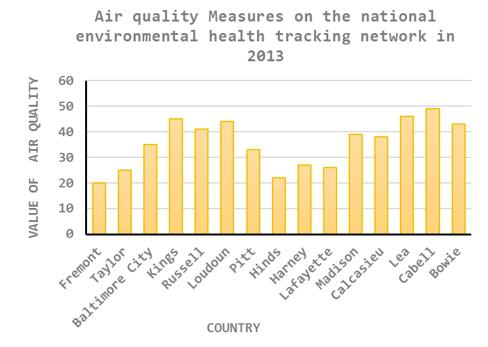 Air quality Measures on the national
environmental health tracking network in
2013
VALUE OF AIR QUALITY
60
50
40
30
20
10
0
Fremont
Taylor
Baltimore City
Kings
Russell
Loudoun
Pitt
Hinds
Harney
Lafayette
Madison
Calcasieu
Lea
Cabell
Bowie
COUNTRY